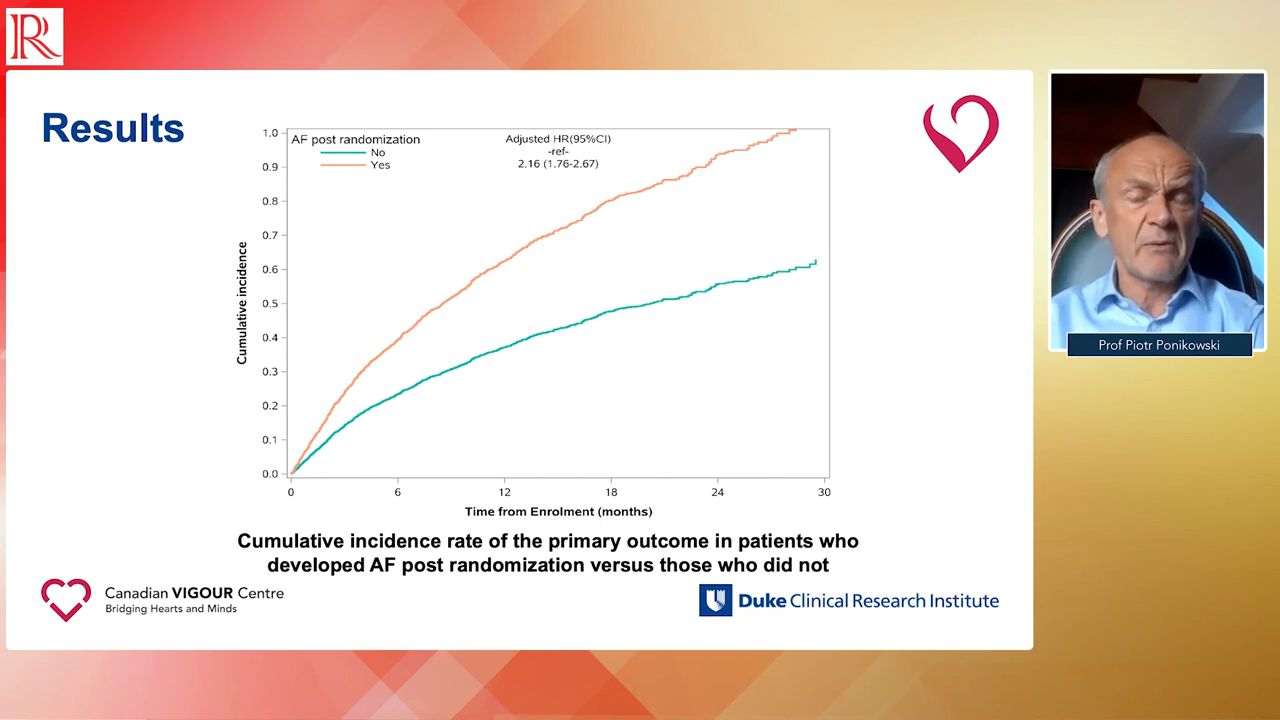 R
Results
AF post randomization
No
Yes
Adjusted HR(95%CI)
-ref-
2.16 (1.76-2.67)
Cumulative incidence
1.0
0.9
0.8
0.7
0.6
0.5
0.4
0.3
0.2
0.1
0.0
0 6 12 18 24 30
Time from Enrolment (months)
Cumulative incidence rate of the primary outcome in patients who
developed AF post randomization versus those who did not
Canadian VIGOUR Centre
Bridging Hearts and Minds
Duke Clinical Research Institute
Prof Piotr Ponikowski